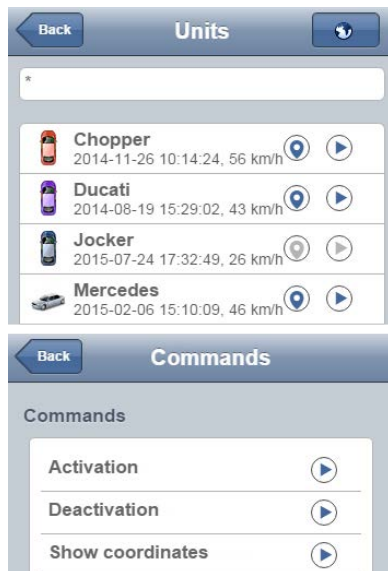 Back
Units
*
Chopper
2014-11-26 10:14:24, 56 km/h
Ducati
2014-08-19 15:29:02, 43 km/h
Jocker
2015-07-24 17:32:49, 26 km/h
Mercedes
2015-02-06 15:10:09, 46 km/h
Back
Commands
Commands
Activation
Deactivation
Show coordinates